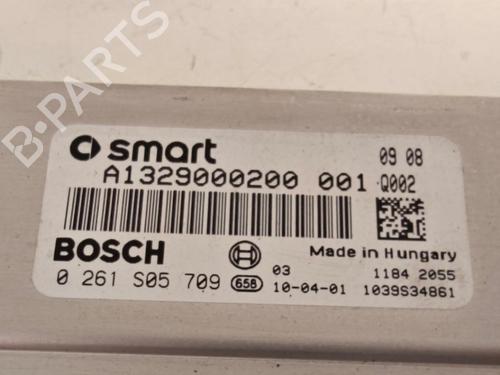 B-PARTS
smart 09 08
A1329000200 001 Q002
BOSCH Made in Hungary
0 261 S05 709 658 03 1184 2055
10-04-01 1039S34861